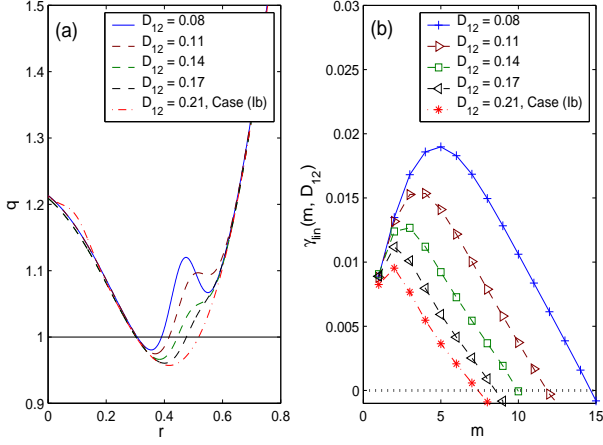 (a)
D12 = 0.08
D12 = 0.11
D12 = 0.14
D12 = 0.17
D12 = 0.21, Case (Ib)
1.5
1.4
1.3
1.2
1.1
1
0.9
q
0
0.2
0.4
0.6
0.8
r
(b)
D12 = 0.08
D12 = 0.11
D12 = 0.14
D12 = 0.17
D12 = 0.21, Case (Ib)
0.03
0.025
0.02
0.015
0.01
0.005
0
γlin(m, D12)
0
5
10
15
m